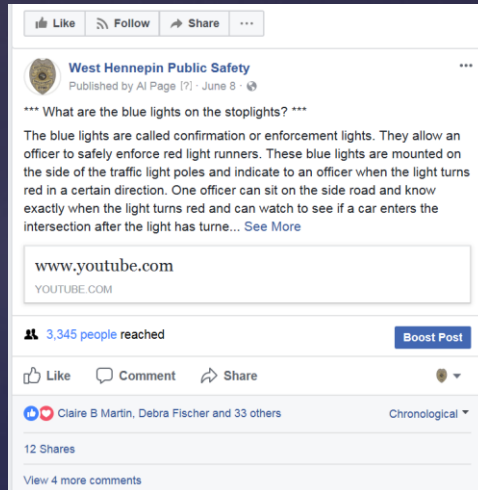 Like Follow Share ...
West Hennepin Public Safety ...
Published by Al Page [?] · June 8 ·
*** What are the blue lights on the stoplights? ***
The blue lights are called confirmation or enforcement lights. They allow an
officer to safely enforce red light runners. These blue lights are mounted on
the side of the traffic light poles and indicate to an officer when the light turns
red in a certain direction. One officer can sit on the side road and know
exactly when the light turns red and can watch to see if a car enters the
intersection after the light has turne... See More
www.youtube.com
YOUTUBE.COM
3,345 people reached Boost Post
Like Comment Share
Claire B Martin, Debra Fischer and 33 others Chronological
12 Shares
View 4 more comments